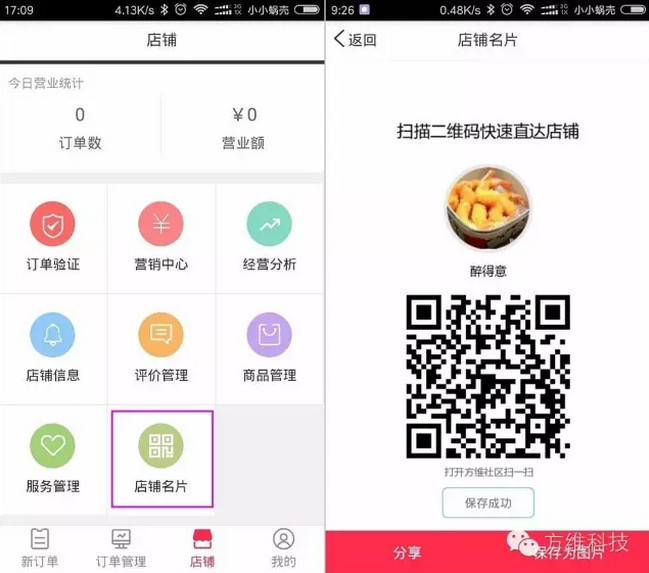 17:09
4.13K/s
3G
1X
小小蜗壳
店铺
今日营业统计
0
¥0
订单数
营业额
订单验证
营销中心
经营分析
店铺信息
评价管理
商品管理
服务管理
店铺名片
新订单
订单管理
店铺
我的
9:26
0.48K/s
3G
1X
小小蜗壳
返回
店铺名片
扫描二维码快速直达店铺
醉得意
打开方维社区扫一扫
保存成功
分享
保存为图片
方维科技